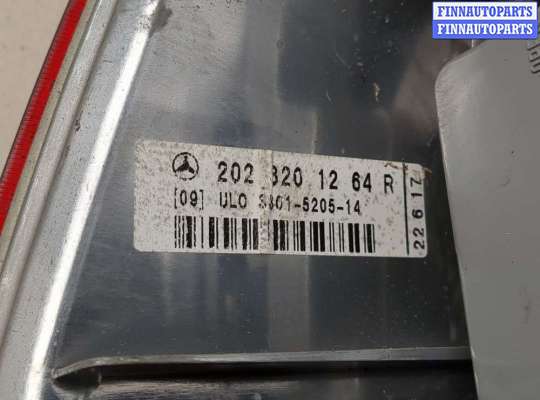 FINNAUTOPARTS
FINNAUTOPARTS
202 820 12 64 R
[09] ULO 5205-14
22617